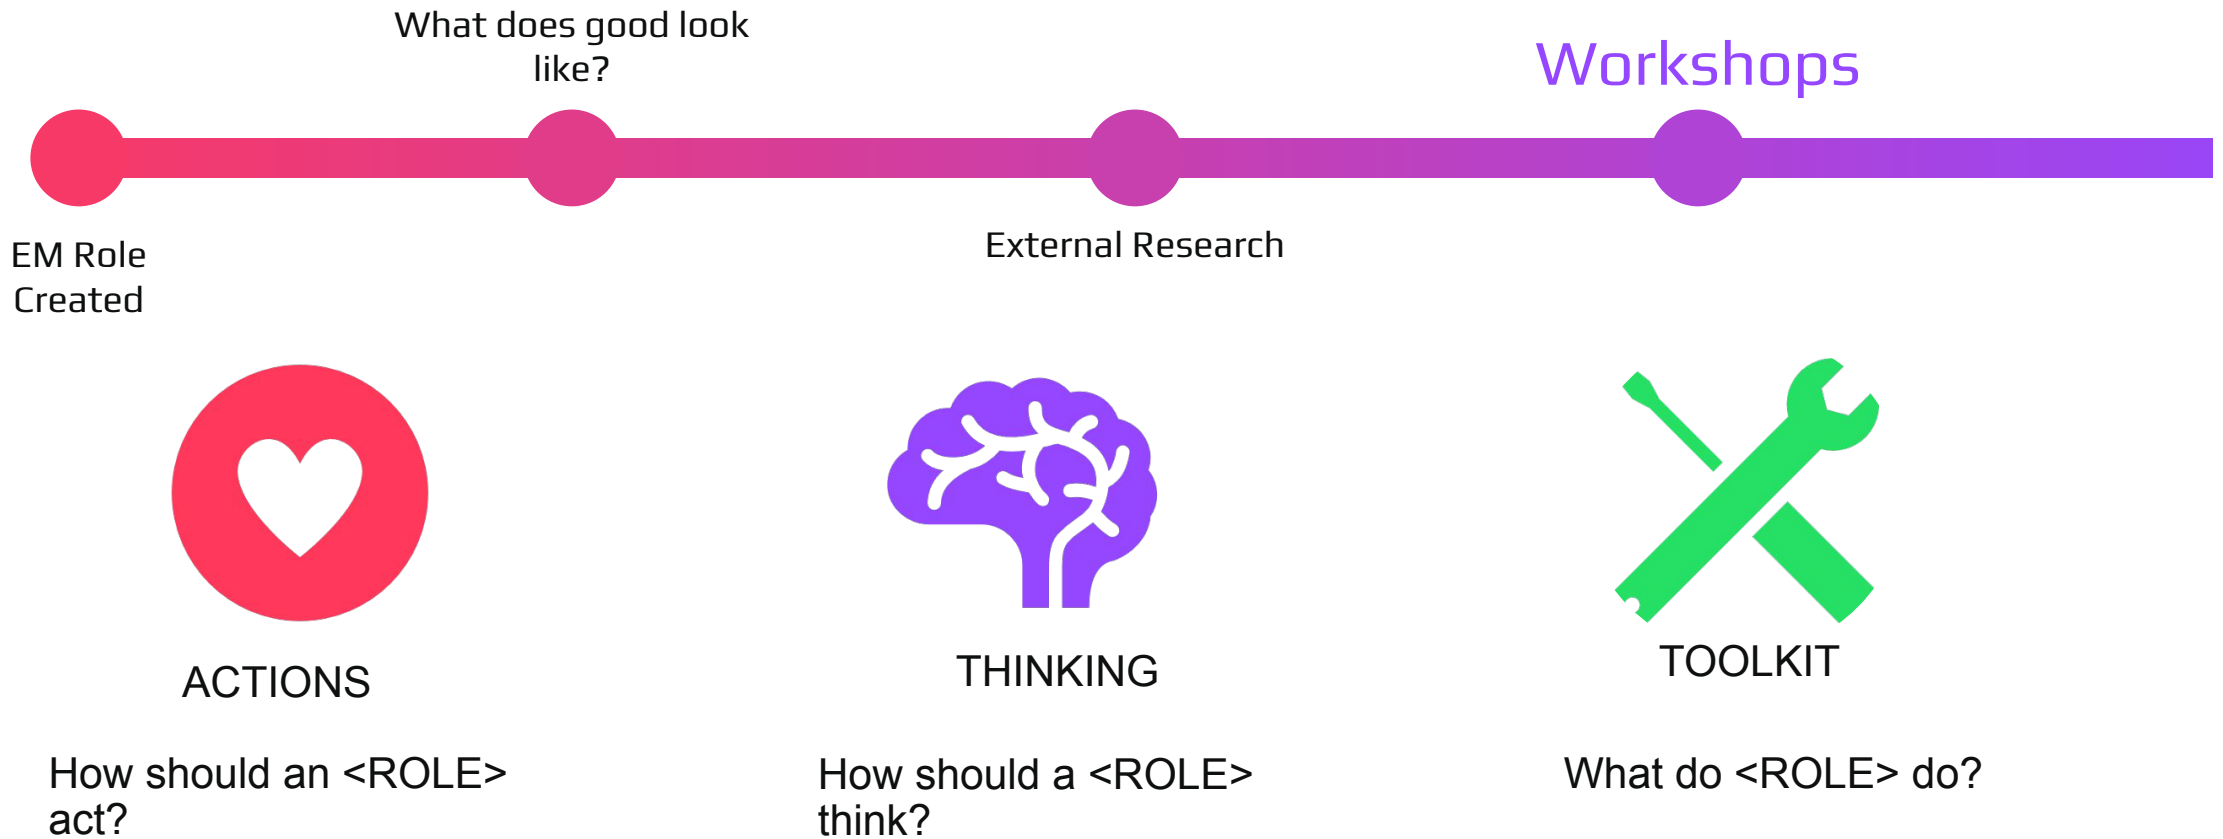 What does good look
like?
Workshops
EM Role
Created
External Research
ACTIONS
THINKING
TOOLKIT
How should an <ROLE>
act?
How should a <ROLE>
think?
What do <ROLE> do?